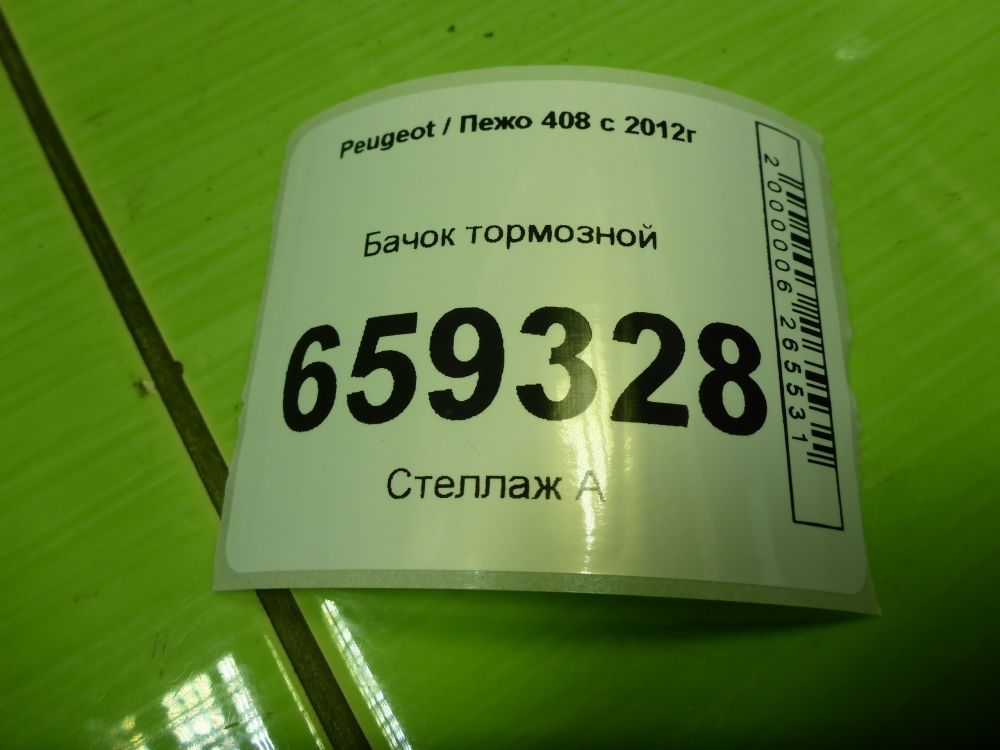 Peugeot / Пежо 408 с 2012г
Бачок тормозной
659328
Стеллаж А
2000006265531